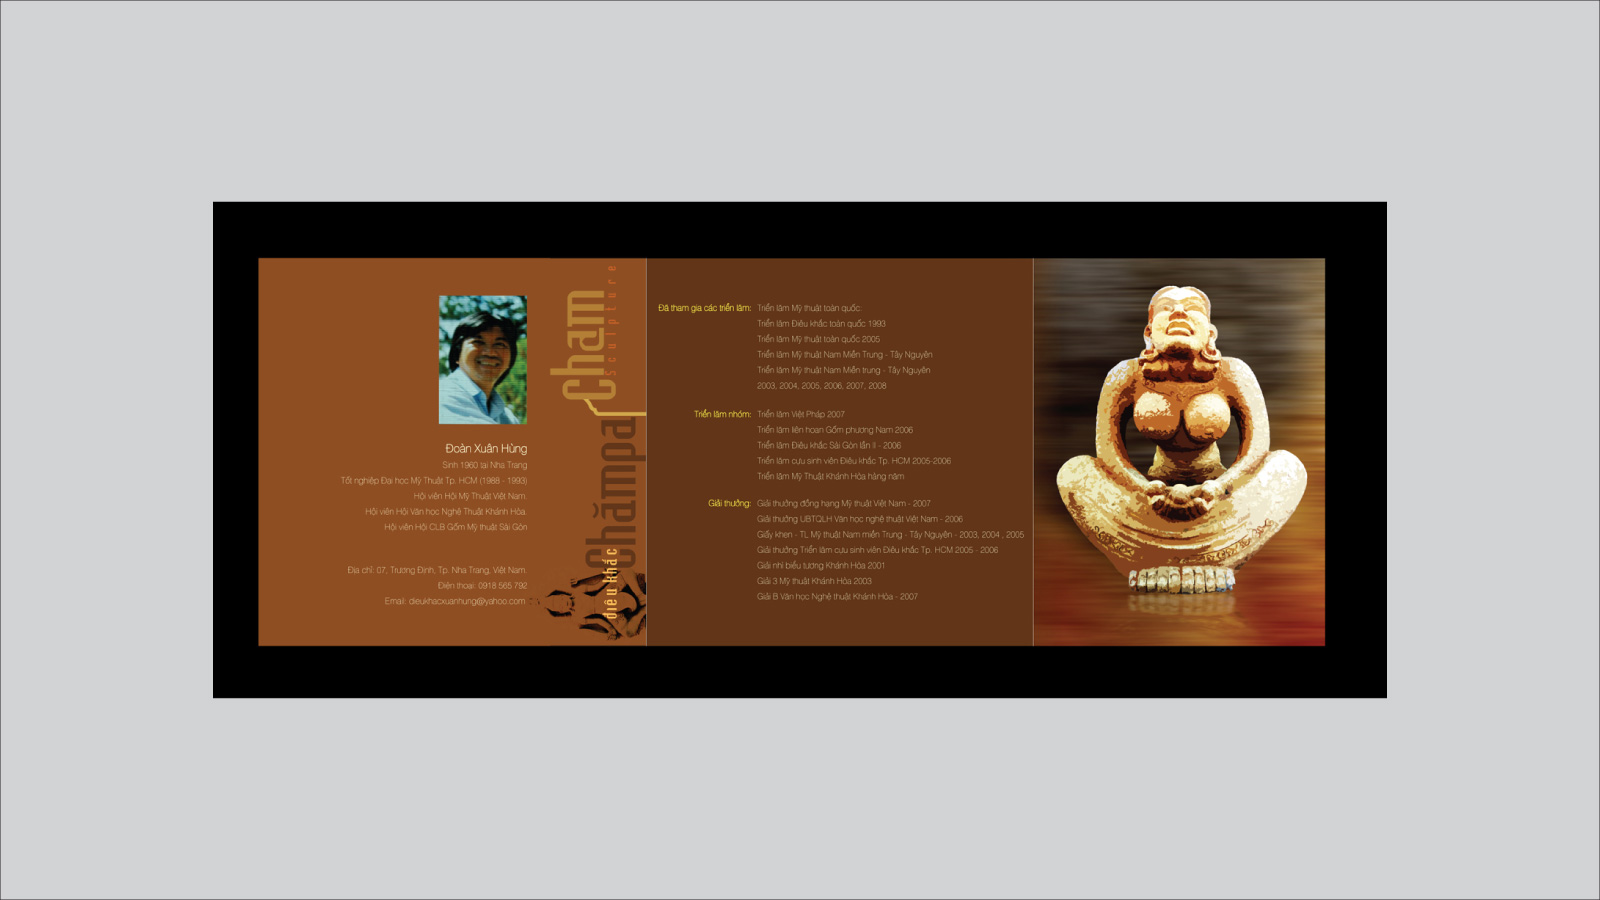 Đoàn Xuân Hùng
Sinh 1960 tại Nha Trang
Tốt nghiệp Đại học Mỹ Thuật Tp. HCM (1988 - 1993)
Hội viên Hội Mỹ Thuật Việt Nam.
Hội viên Hội Văn học Nghệ Thuật Khánh Hòa.
Hội viên Hội CLB Gốm Mỹ thuật Sài Gòn
Địa chỉ: 07, Trương Định, Tp. Nha Trang, Việt Nam.
Điện thoại: 0918 565 792
Email: dieukhacxuanhung@yahoo.com
Cham
Sculpture
Chămpa
điêu khắc
Đã tham gia các triển lãm: Triển lãm Mỹ thuật toàn quốc:
Triển lãm Điêu khắc toàn quốc 1993
Triển lãm Mỹ thuật toàn quốc 2005
Triển lãm Mỹ thuật Nam Miền Trung - Tây Nguyên
Triển lãm Mỹ thuật Nam Miền trung - Tây Nguyên
2003, 2004, 2005, 2006, 2007, 2008
Triển lãm nhóm: Triển lãm Việt Pháp 2007
Triển lãm liên hoan Gốm phương Nam 2006
Triển lãm Điêu khắc Sài Gòn lần II - 2006
Triển lãm cựu sinh viên Điêu khắc Tp. HCM 2005-2006
Triển lãm Mỹ Thuật Khánh Hòa hàng năm
Giải thưởng: Giải thưởng đồng hạng Mỹ thuật Việt Nam - 2007
Giải thưởng UBTQLH Văn học nghệ thuật Việt Nam - 2006
Giấy khen - TL Mỹ thuật Nam miền Trung - Tây Nguyên - 2003, 2004 , 2005
Giải thưởng Triển lãm cựu sinh viên Điêu khắc Tp. HCM 2005 - 2006
Giải nhì biểu tượng Khánh Hòa 2001
Giải 3 Mỹ thuật Khánh Hòa 2003
Giải B Văn học Nghệ thuật Khánh Hòa - 2007